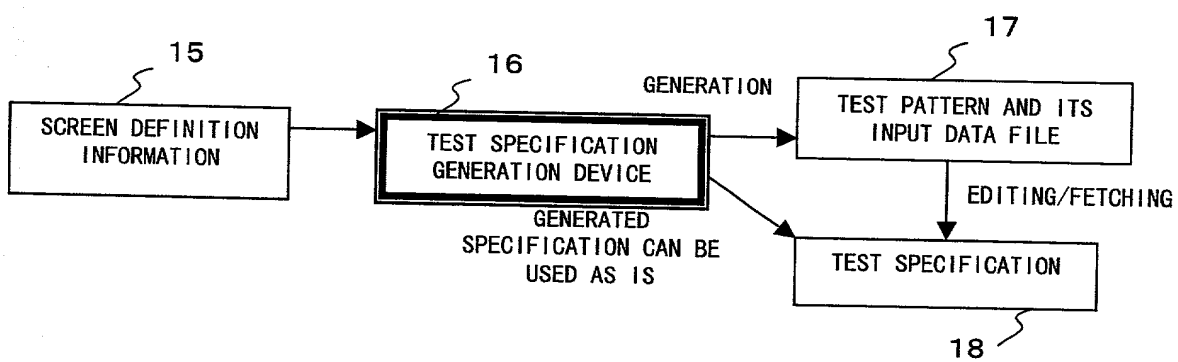 15
SCREEN DEFINITION
INFORMATION
16
TEST SPECIFICATION
GENERATION DEVICE
GENERATION
17
TEST PATTERN AND ITS
INPUT DATA FILE
EDITING/FETCHING
GENERATED
SPECIFICATION CAN BE
USED AS IS
TEST SPECIFICATION
18